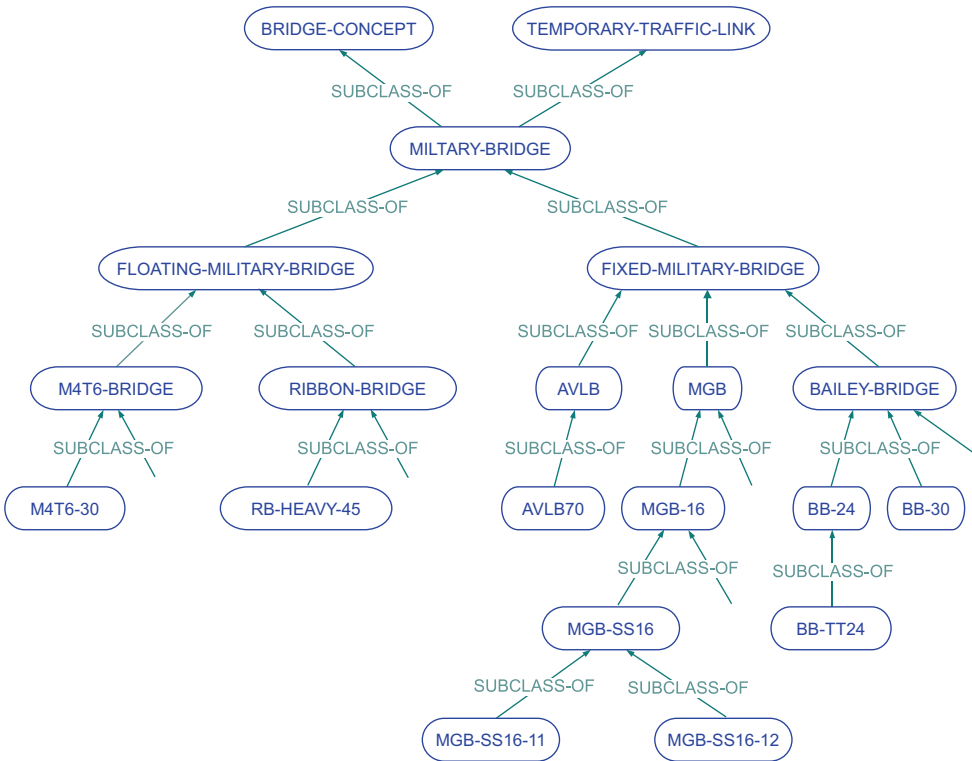 BRIDGE-CONCEPT
TEMPORARY-TRAFFIC-LINK
SUBCLASS-OF
SUBCLASS-OF
MILTARY-BRIDGE
SUBCLASS-OF
SUBCLASS-OF
FLOATING-MILITARY-BRIDGE
FIXED-MILITARY-BRIDGE
SUBCLASS-OF
SUBCLASS-OF
SUBCLASS-OF
SUBCLASS-OF
SUBCLASS-OF
M4T6-BRIDGE
RIBBON-BRIDGE
AVLB
MGB
BAILEY-BRIDGE
SUBCLASS-OF
SUBCLASS-OF
SUBCLASS-OF
SUBCLASS-OF
SUBCLASS-OF
M4T6-30
RB-HEAVY-45
AVLB70
MGB-16
BB-24
BB-30
SUBCLASS-OF
SUBCLASS-OF
MGB-SS16
BB-TT24
SUBCLASS-OF
SUBCLASS-OF
MGB-SS16-11
MGB-SS16-12